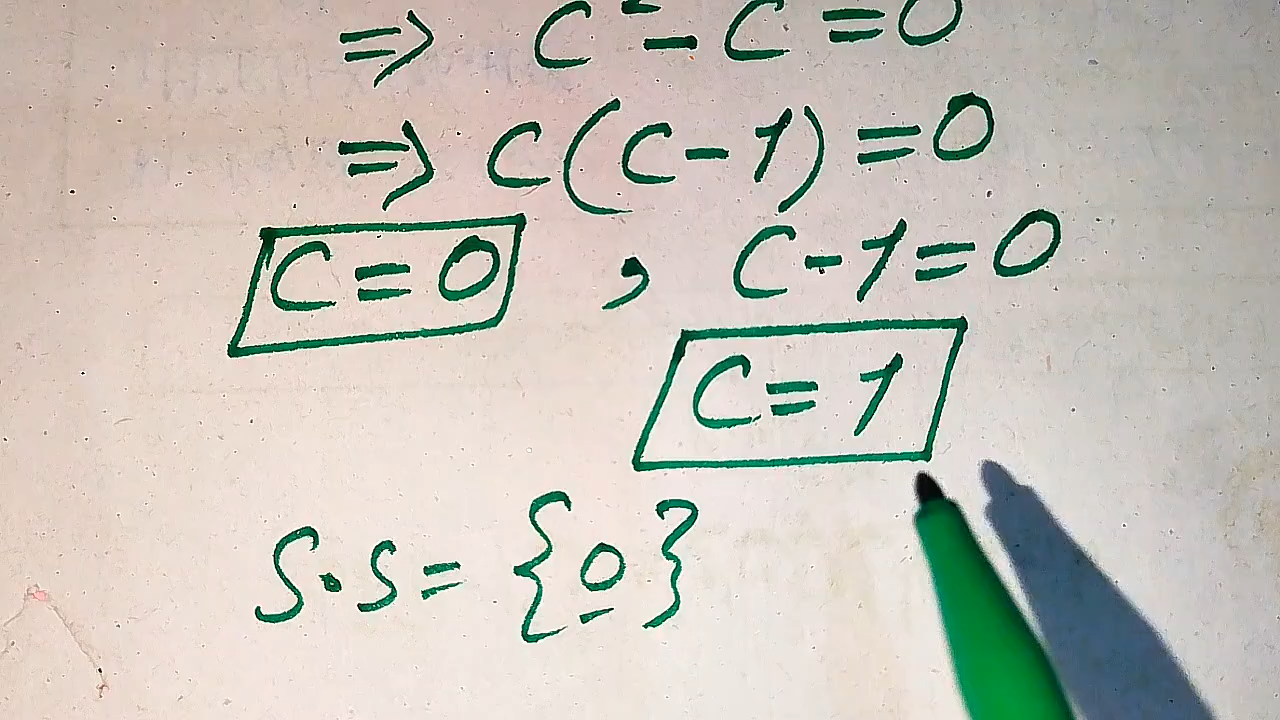 ⇒ C² - C = 0
⇒ C(C-1) = 0
C = 0 , C-1 = 0
C = 1
S.S = {0}